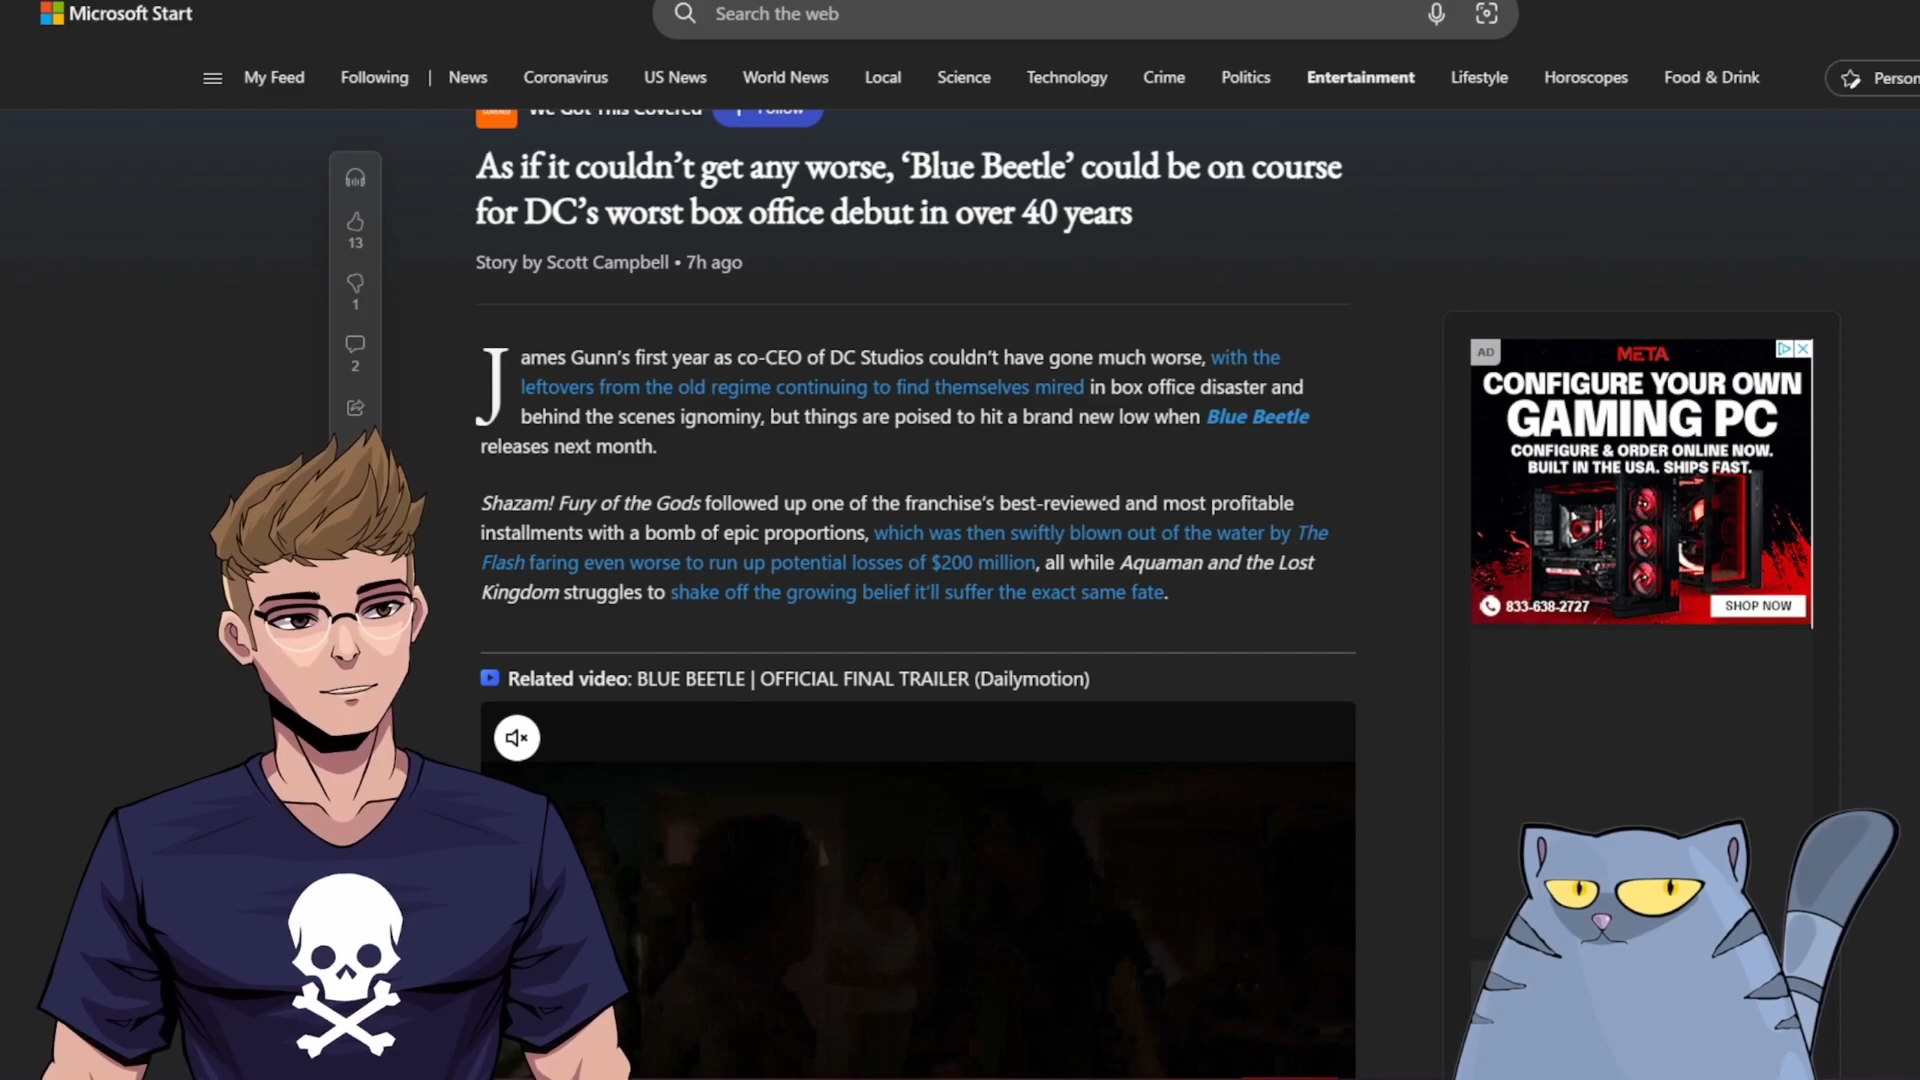 Microsoft Start
Search the web
My Feed
Following
News
Coronavirus
US News
World News
Local
Science
Technology
Crime
Politics
Entertainment
Lifestyle
Horoscopes
Food & Drink
Person
We Got This Covered
Follow
As if it couldn't get any worse, 'Blue Beetle' could be on course
for DC's worst box office debut in over 40 years
Story by Scott Campbell • 7h ago
13
1
2
James Gunn's first year as co-CEO of DC Studios couldn't have gone much worse, with the
leftovers from the old regime continuing to find themselves mired in box office disaster and
behind the scenes ignominy, but things are poised to hit a brand new low when Blue Beetle
releases next month.
Shazam! Fury of the Gods followed up one of the franchise's best-reviewed and most profitable
installments with a bomb of epic proportions, which was then swiftly blown out of the water by The
Flash faring even worse to run up potential losses of $200 million, all while Aquaman and the Lost
Kingdom struggles to shake off the growing belief it'll suffer the exact same fate.
Related video: BLUE BEETLE | OFFICIAL FINAL TRAILER (Dailymotion)
AD
META
CONFIGURE YOUR OWN
GAMING PC
CONFIGURE & ORDER ONLINE NOW.
BUILT IN THE USA. SHIPS FAST.
833-638-2727
SHOP NOW